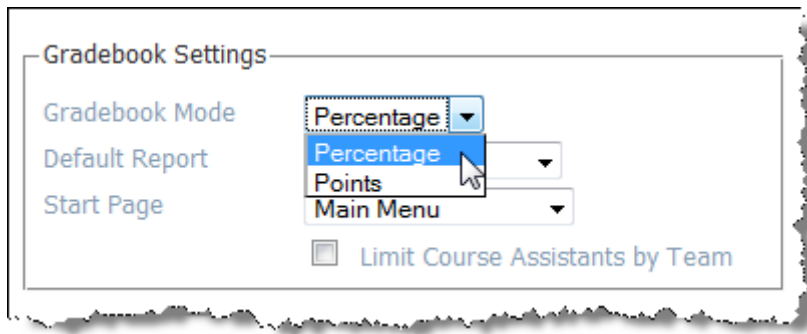 Gradebook Settings
Gradebook Mode Percentage
Percentage
Default Report
Points
Start Page Main Menu
Limit Course Assistants by Team